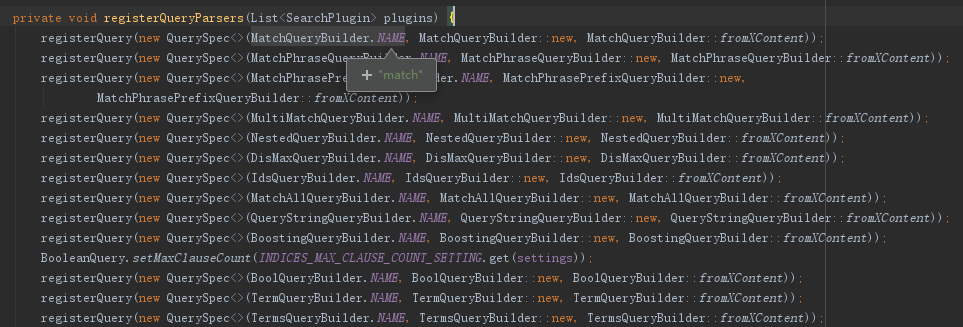 private void registerQueryParsers(List<SearchPlugin> plugins) {
registerQuery(new QuerySpec<>(MatchQueryBuilder.NAME, MatchQueryBuilder::new, MatchQueryBuilder::fromXContent));
registerQuery(new QuerySpec<>(MatchPhraseQueryBuilder.NAME, MatchPhraseQueryBuilder::new, MatchPhraseQueryBuilder::fromXContent));
+ "match"
registerQuery(new QuerySpec<>(MatchPhrasePrefixQueryBuilder.NAME, MatchPhrasePrefixQueryBuilder::new,
MatchPhrasePrefixQueryBuilder::fromXContent));
registerQuery(new QuerySpec<>(MultiMatchQueryBuilder.NAME, MultiMatchQueryBuilder::new, MultiMatchQueryBuilder::fromXContent));
registerQuery(new QuerySpec<>(NestedQueryBuilder.NAME, NestedQueryBuilder::new, NestedQueryBuilder::fromXContent));
registerQuery(new QuerySpec<>(DisMaxQueryBuilder.NAME, DisMaxQueryBuilder::new, DisMaxQueryBuilder::fromXContent));
registerQuery(new QuerySpec<>(IdsQueryBuilder.NAME, IdsQueryBuilder::new, IdsQueryBuilder::fromXContent));
registerQuery(new QuerySpec<>(MatchAllQueryBuilder.NAME, MatchAllQueryBuilder::new, MatchAllQueryBuilder::fromXContent));
registerQuery(new QuerySpec<>(QueryStringQueryBuilder.NAME, QueryStringQueryBuilder::new, QueryStringQueryBuilder::fromXContent));
registerQuery(new QuerySpec<>(BoostingQueryBuilder.NAME, BoostingQueryBuilder::new, BoostingQueryBuilder::fromXContent));
BooleanQuery.setMaxClauseCount(INDICES_MAX_CLAUSE_COUNT_SETTING.get(settings));
registerQuery(new QuerySpec<>(BoolQueryBuilder.NAME, BoolQueryBuilder::new, BoolQueryBuilder::fromXContent));
registerQuery(new QuerySpec<>(TermQueryBuilder.NAME, TermQueryBuilder::new, TermQueryBuilder::fromXContent));
registerQuery(new QuerySpec<>(TermsQueryBuilder.NAME, TermsQueryBuilder::new, TermsQueryBuilder::fromXContent));